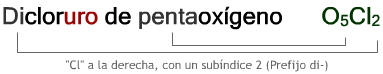 Dicloruro de pentaoxígeno O₅Cl₂
"Cl" a la derecha, con un subíndice 2 (Prefijo di-)